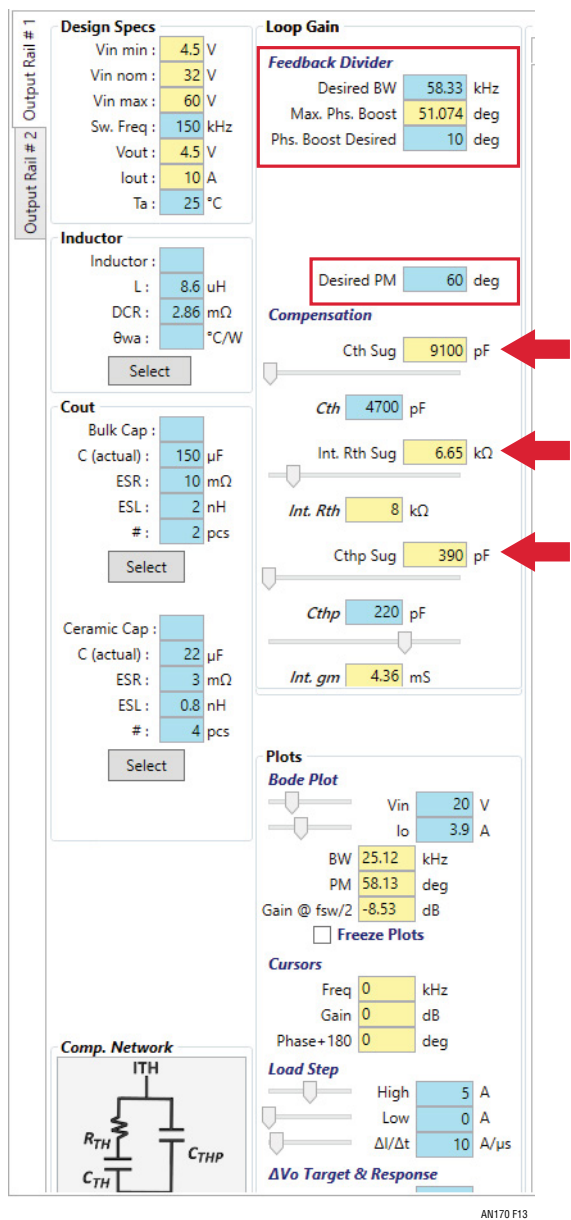 Output Rail # 1
Output Rail # 2
Design Specs
Vin min : 4.5 V
Vin nom : 32 V
Vin max : 60 V
Sw. Freq : 150 kHz
Vout : 4.5 V
Iout : 10 A
Ta : 25 °C
Inductor
Inductor :
L : 8.6 uH
DCR : 2.86 mΩ
θwa : °C/W
Select
Cout
Bulk Cap :
C (actual) : 150 µF
ESR : 10 mΩ
ESL : 2 nH
# : 2 pcs
Select
Ceramic Cap :
C (actual) : 22 µF
ESR : 3 mΩ
ESL : 0.8 nH
# : 4 pcs
Select
Comp. Network
ITH
RTH
CTH
CTHP
Loop Gain
Feedback Divider
Desired BW 58.33 kHz
Max. Phs. Boost 51.074 deg
Phs. Boost Desired 10 deg
Desired PM 60 deg
Compensation
Cth Sug 9100 pF
Cth 4700 pF
Int. Rth Sug 6.65 kΩ
Int. Rth 8 kΩ
Cthp Sug 390 pF
Cthp 220 pF
Int. gm 4.36 mS
Plots
Bode Plot
Vin 20 V
Io 3.9 A
BW 25.12 kHz
PM 58.13 deg
Gain @ fsw/2 -8.53 dB
Freeze Plots
Cursors
Freq 0 kHz
Gain 0 dB
Phase+180 0 deg
Load Step
High 5 A
Low 0 A
ΔI/Δt 10 A/µs
ΔVo Target & Response
AN170 F13